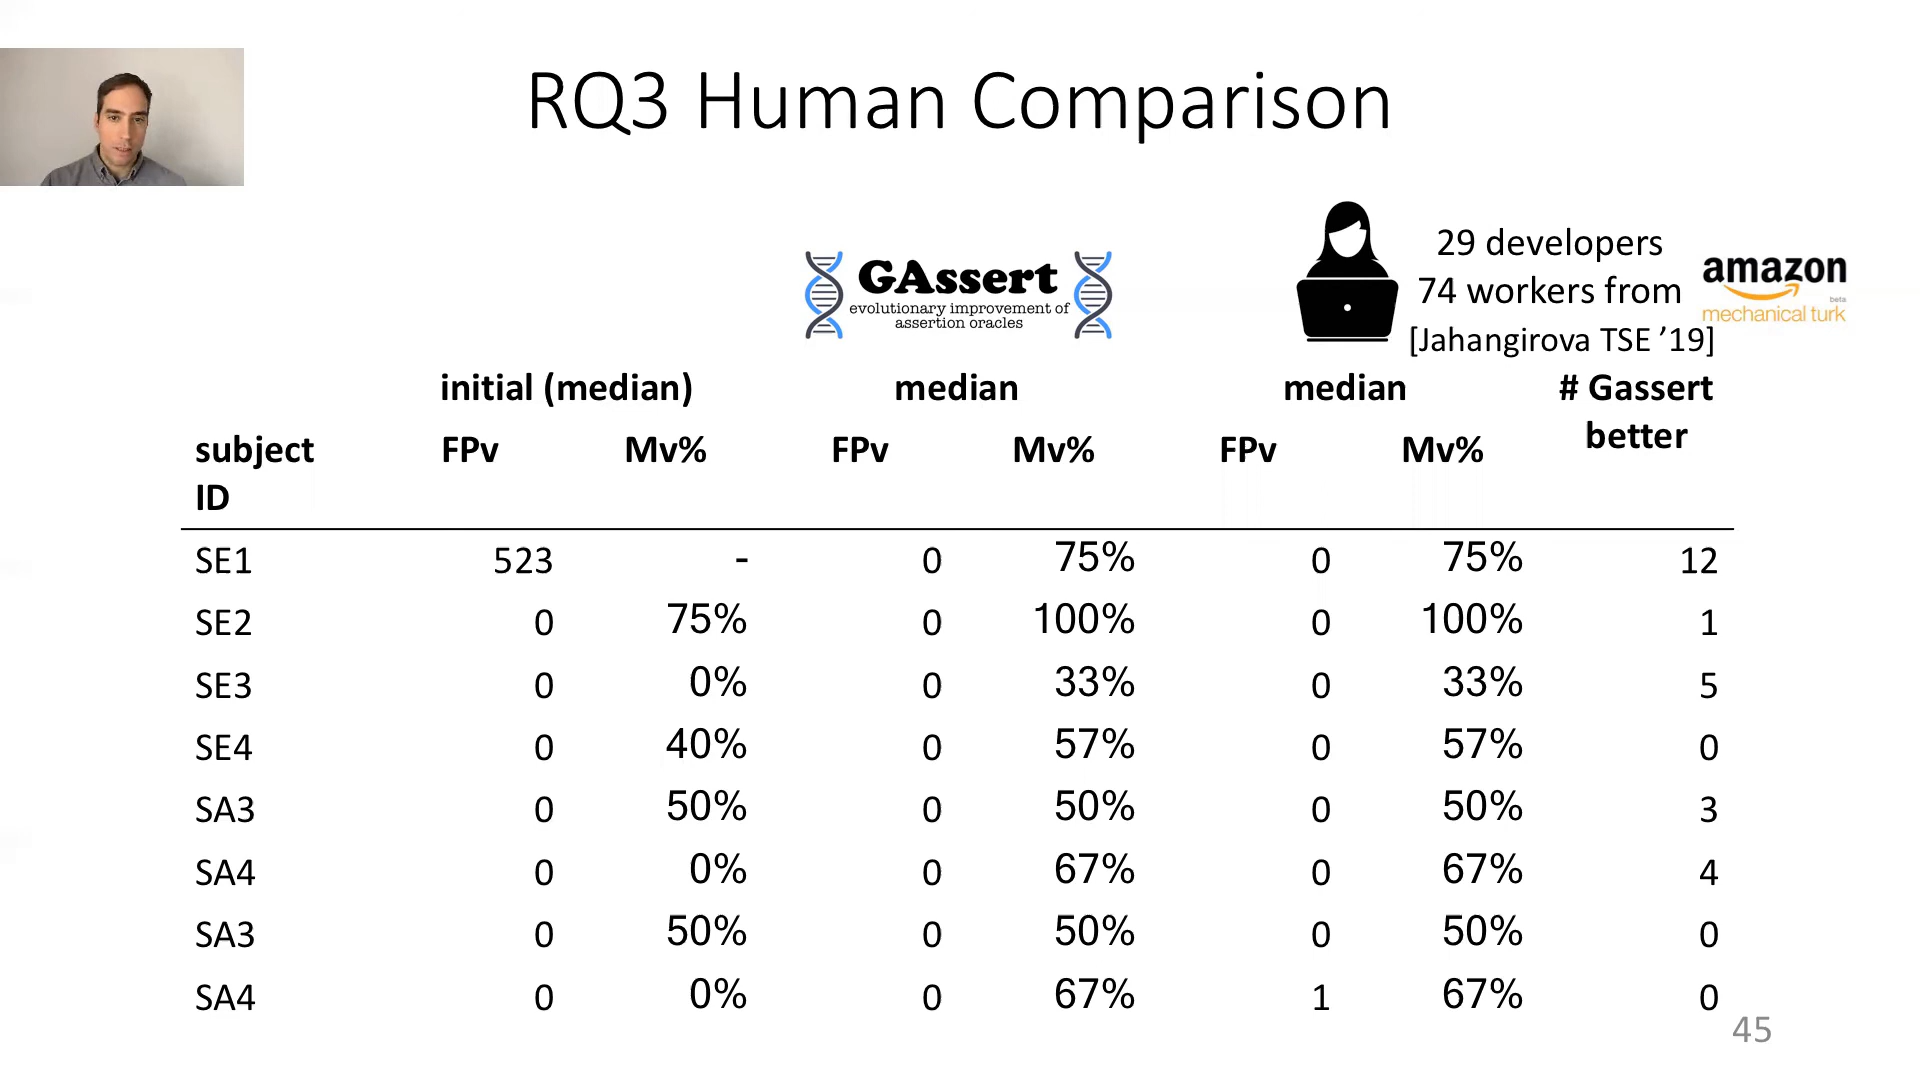 RQ3 Human Comparison
GAssert
evolutionary improvement of
assertion oracles
29 developers
74 workers from
[Jahangirova TSE ’19]
amazon
beta
mechanical turk
initial (median) median median # Gassert
better
subject
ID FPv Mv% FPv Mv% FPv Mv%
SE1 523 - 0 75% 0 75% 12
SE2 0 75% 0 100% 0 100% 1
SE3 0 0% 0 33% 0 33% 5
SE4 0 40% 0 57% 0 57% 0
SA3 0 50% 0 50% 0 50% 3
SA4 0 0% 0 67% 0 67% 4
SA3 0 50% 0 50% 0 50% 0
SA4 0 0% 0 67% 1 67% 0
45